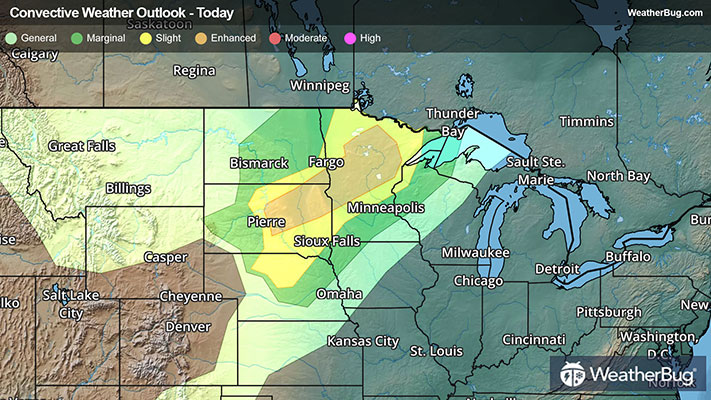 Convective Weather Outlook - Today
WeatherBug.com
General Marginal Slight Enhanced Moderate High
Saskatoon
Calgary
Regina
Winnipeg
Thunder
Bay
Timmins
Great Falls
Bismarck
Fargo
Sault Ste.
Marie
North Bay
Billings
Pierre
Minneapolis
Sioux Falls
Casper
Milwaukee
Detroit
Buffalo
Chicago
Salt Lake
City
Cheyenne
Omaha
Denver
Pittsburgh
New
Kansas City
St. Louis
Cincinnati
Washington,
D.C.
WeatherBug
Norfolk